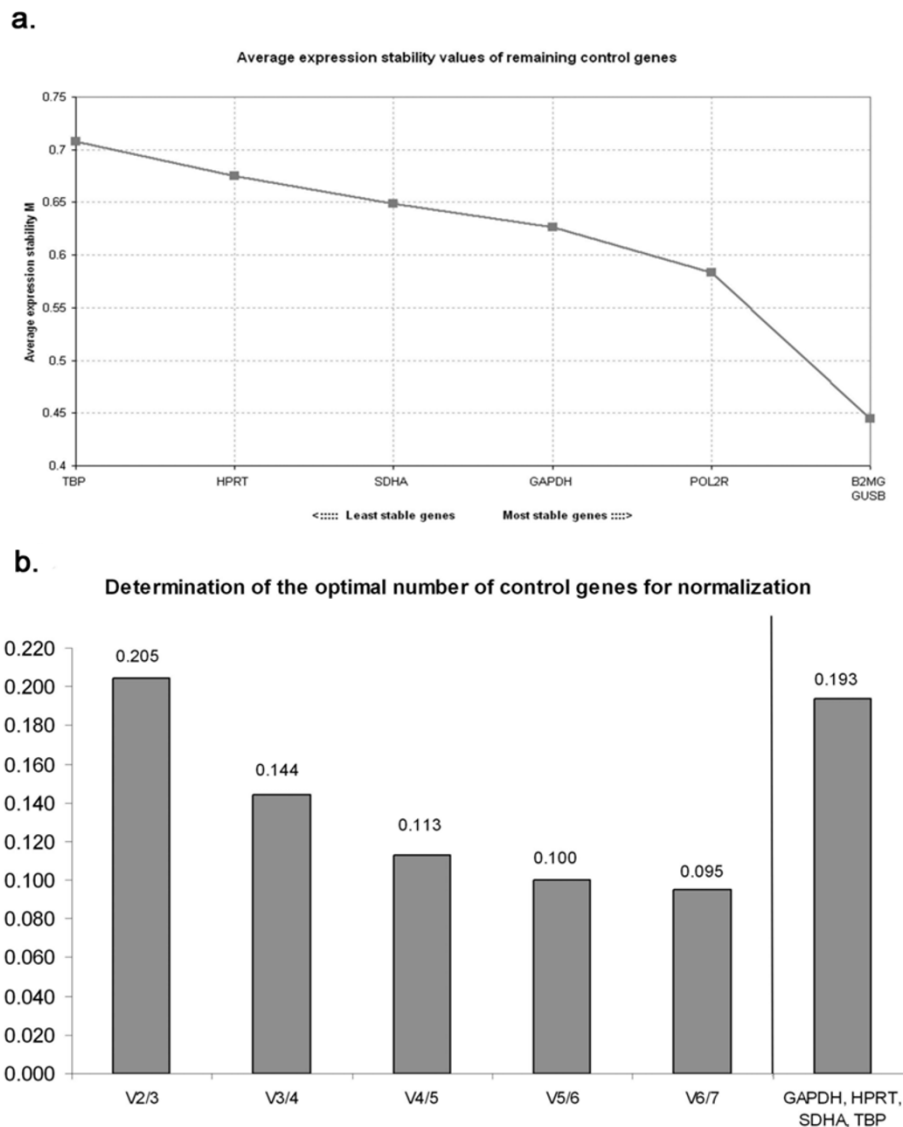 a.
Average expression stability values of remaining control genes
0.75
0.7
0.65
0.6
0.55
0.5
0.45
0.4
Average expression stability M
TBP HPRT SDHA GAPDH POL2R B2MG
GUSB
<::::: Least stable genes Most stable genes ::::>
b.
Determination of the optimal number of control genes for normalization
0.220
0.200
0.180
0.160
0.140
0.120
0.100
0.080
0.060
0.040
0.020
0.000
0.205
0.144
0.113
0.100
0.095
0.193
V2/3 V3/4 V4/5 V5/6 V6/7 GAPDH, HPRT,
SDHA, TBP